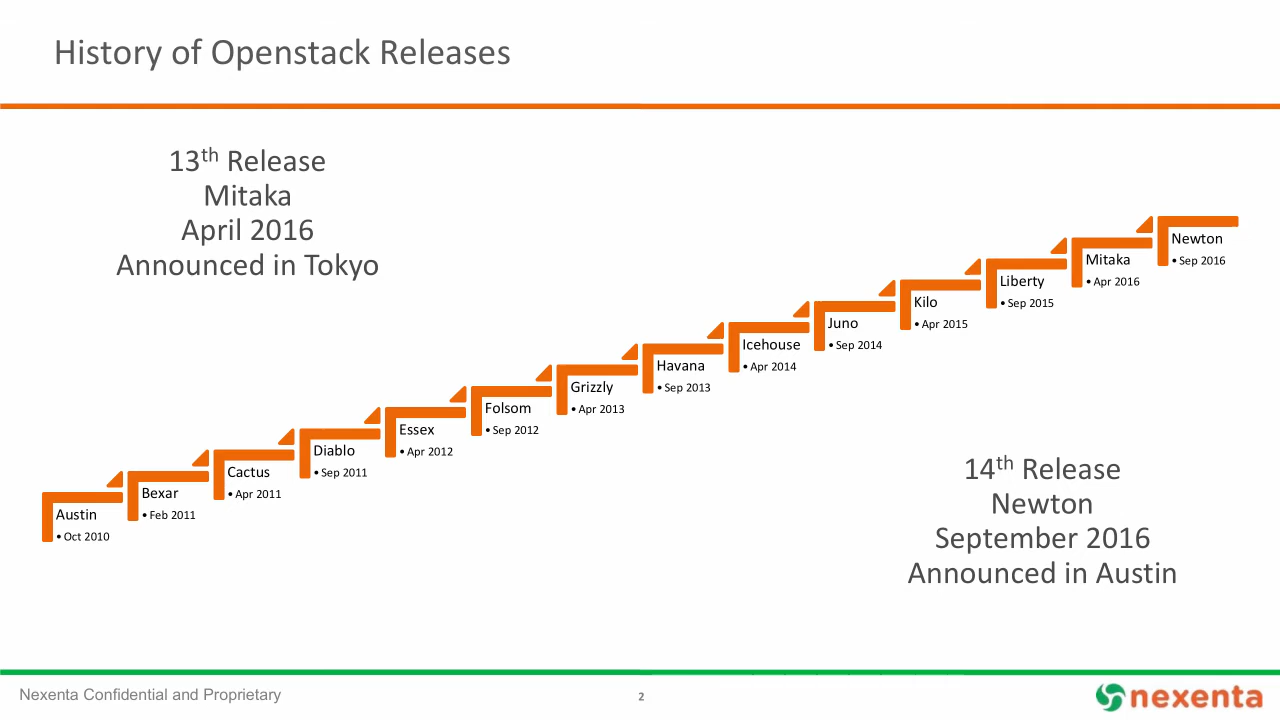 History of Openstack Releases
13th Release
Mitaka
April 2016
Announced in Tokyo
Austin
• Oct 2010
Bexar
• Feb 2011
Cactus
• Apr 2011
Diablo
• Sep 2011
Essex
• Apr 2012
Folsom
• Sep 2012
Grizzly
• Apr 2013
Havana
• Sep 2013
Icehouse
• Apr 2014
Juno
• Sep 2014
Kilo
• Apr 2015
Liberty
• Sep 2015
Mitaka
• Apr 2016
Newton
• Sep 2016
14th Release
Newton
September 2016
Announced in Austin
Nexenta Confidential and Proprietary
2
nexenta